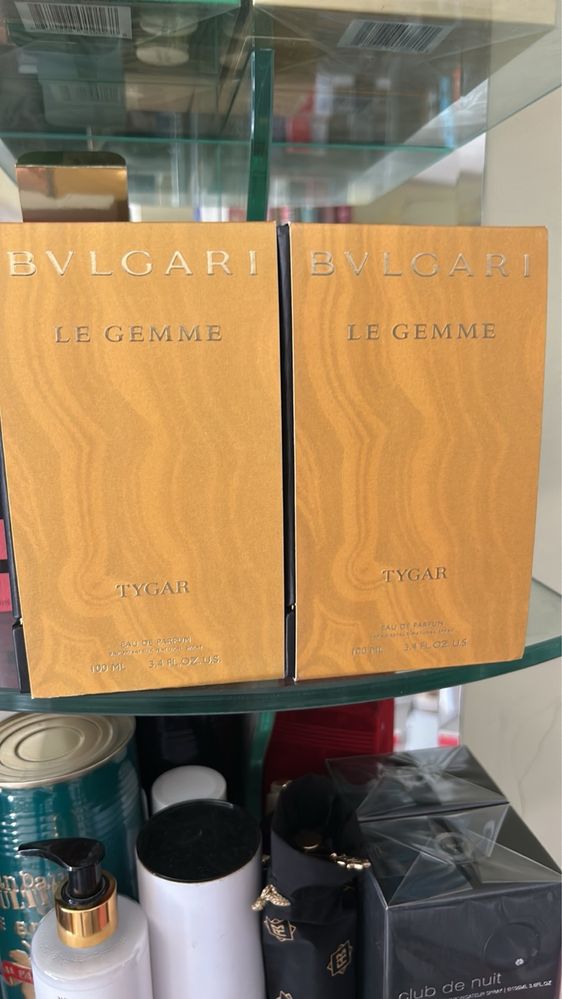 BVLGARI
LE GEMME
TYGAR
EAU DE PARFUM
100 ML 3.4 FL.OZ.U.S.
BVLGARI
LE GEMME
TYGAR
EAU DE PARFUM
100 ML 3.4 FL.OZ.U.S
club de nuit